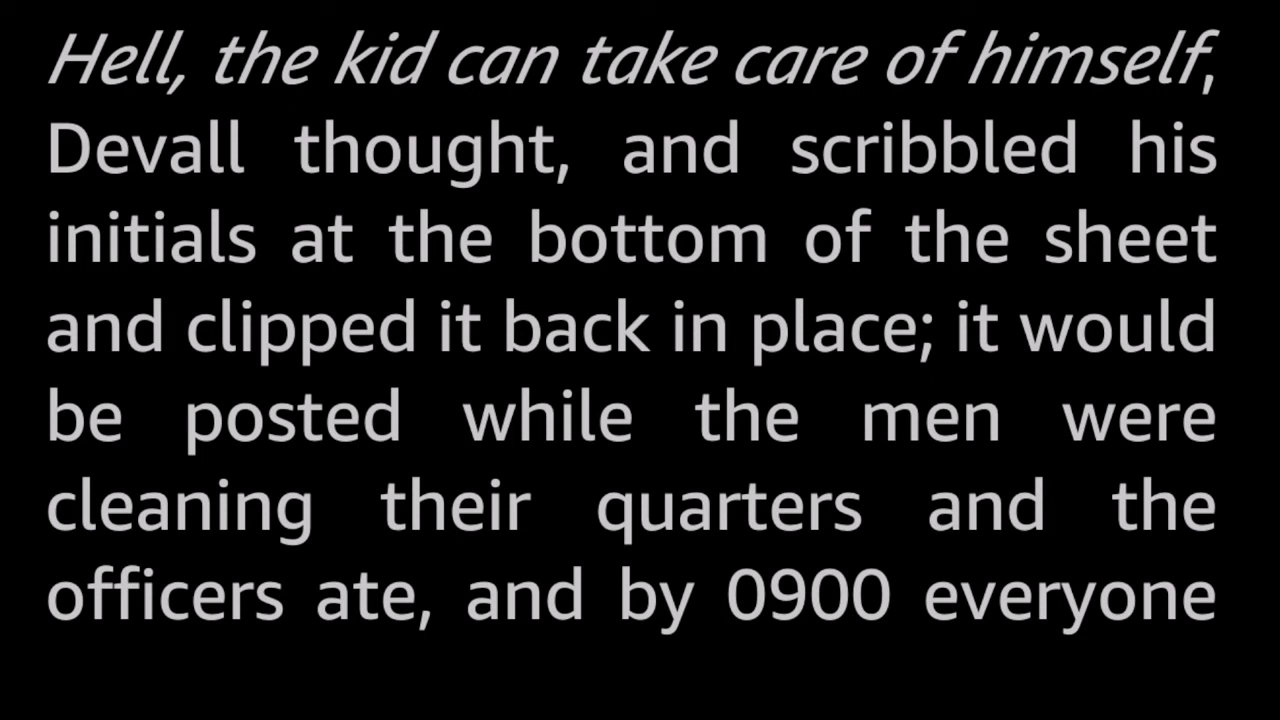 Hell, the kid can take care of himself,
Devall thought, and scribbled his
initials at the bottom of the sheet
and clipped it back in place; it would
be posted while the men were
cleaning their quarters and the
officers ate, and by 0900 everyone